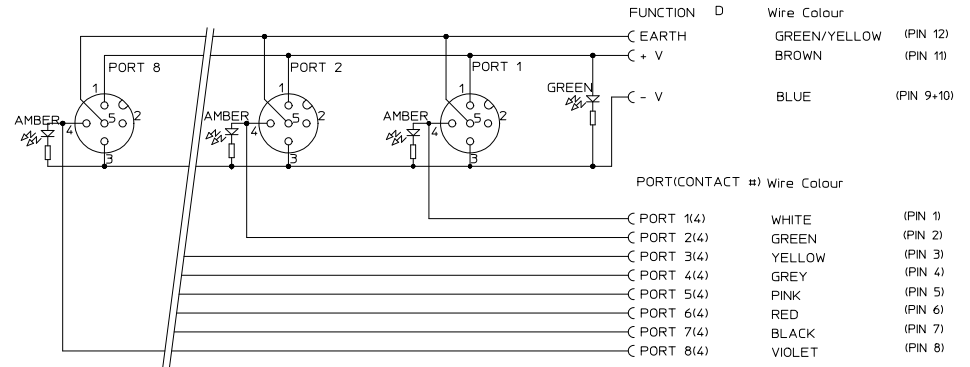 FUNCTION D Wire Colour
EARTH GREEN/YELLOW (PIN 12)
+ V BROWN (PIN 11)
- V BLUE (PIN 9+10)
PORT 8 PORT 2 PORT 1
GREEN
1 1 1
AMBER 4 5 2 AMBER 4 5 2 AMBER 4 5 2
3 3 3
PORT(CONTACT #) Wire Colour
PORT 1(4) WHITE (PIN 1)
PORT 2(4) GREEN (PIN 2)
PORT 3(4) YELLOW (PIN 3)
PORT 4(4) GREY (PIN 4)
PORT 5(4) PINK (PIN 5)
PORT 6(4) RED (PIN 6)
PORT 7(4) BLACK (PIN 7)
PORT 8(4) VIOLET (PIN 8)